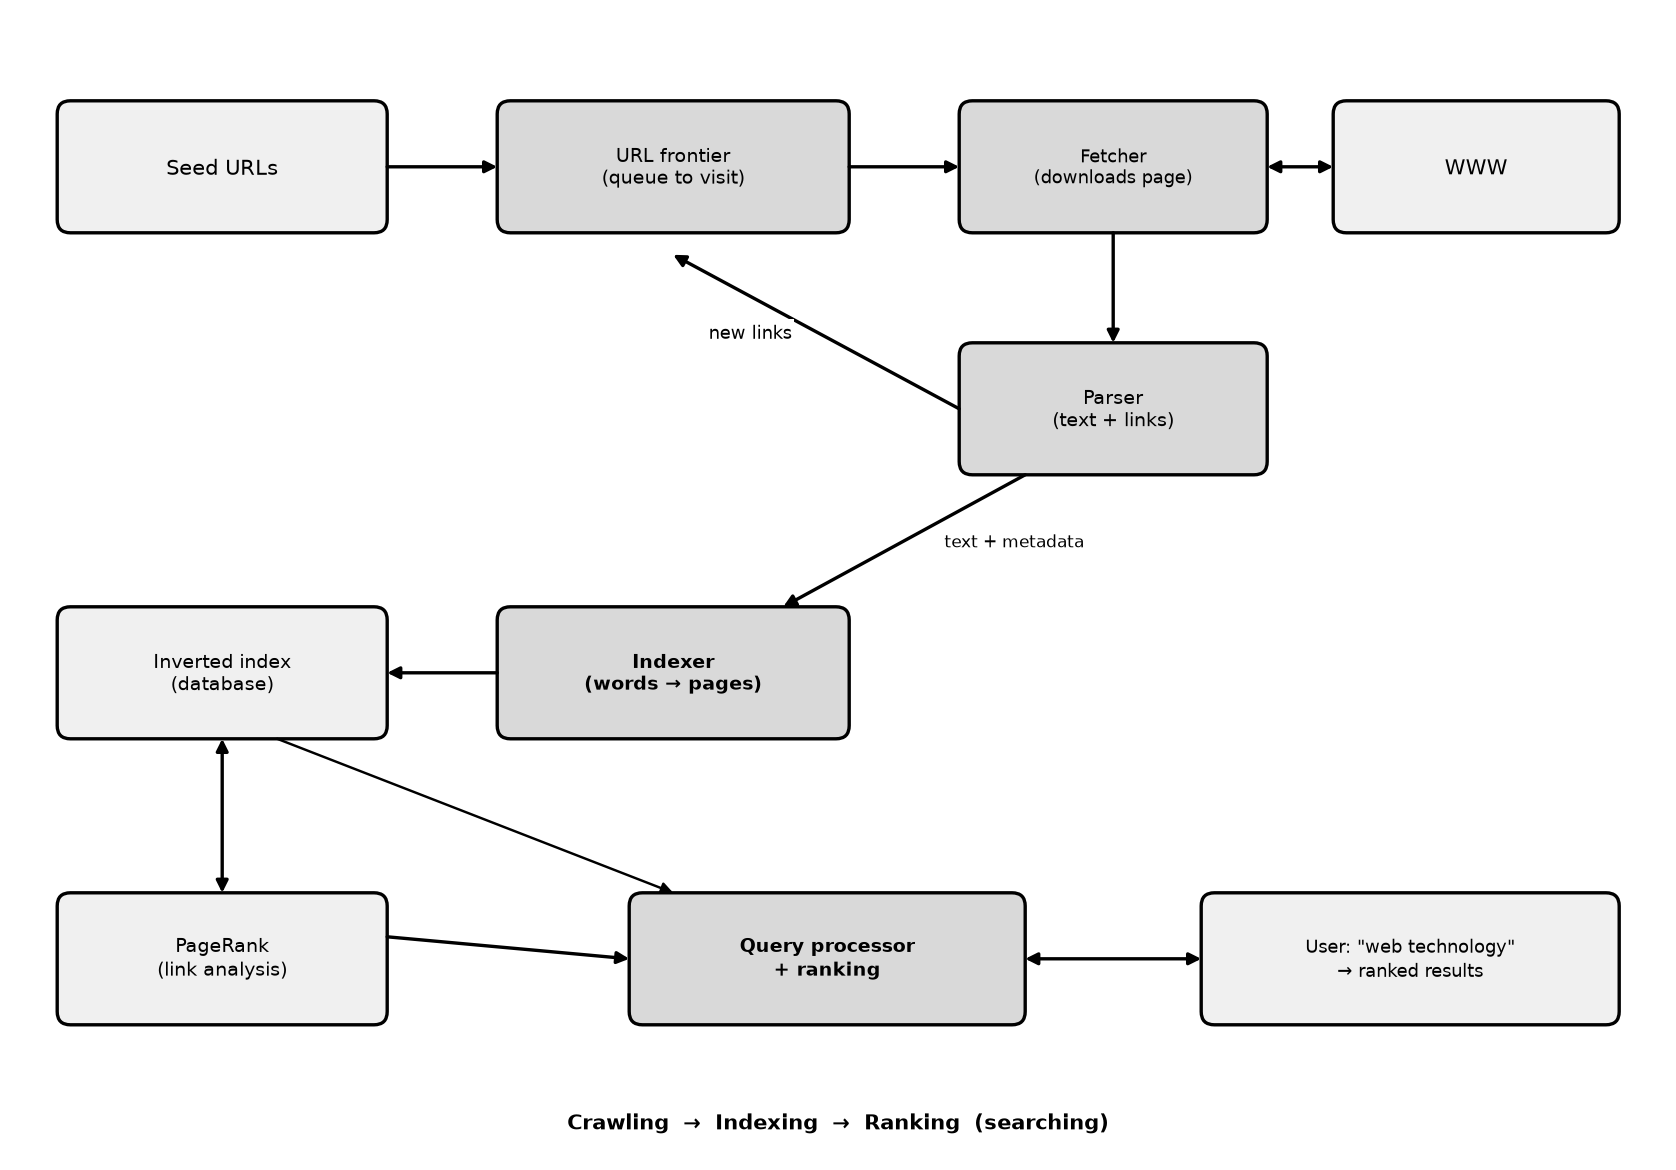 Seed URLs
URL frontier
(queue to visit)
Fetcher
(downloads page)
WWW
new links
Parser
(text + links)
text + metadata
Inverted index
(database)
Indexer
(words → pages)
PageRank
(link analysis)
Query processor
+ ranking
User: "web technology"
→ ranked results
Crawling → Indexing → Ranking (searching)